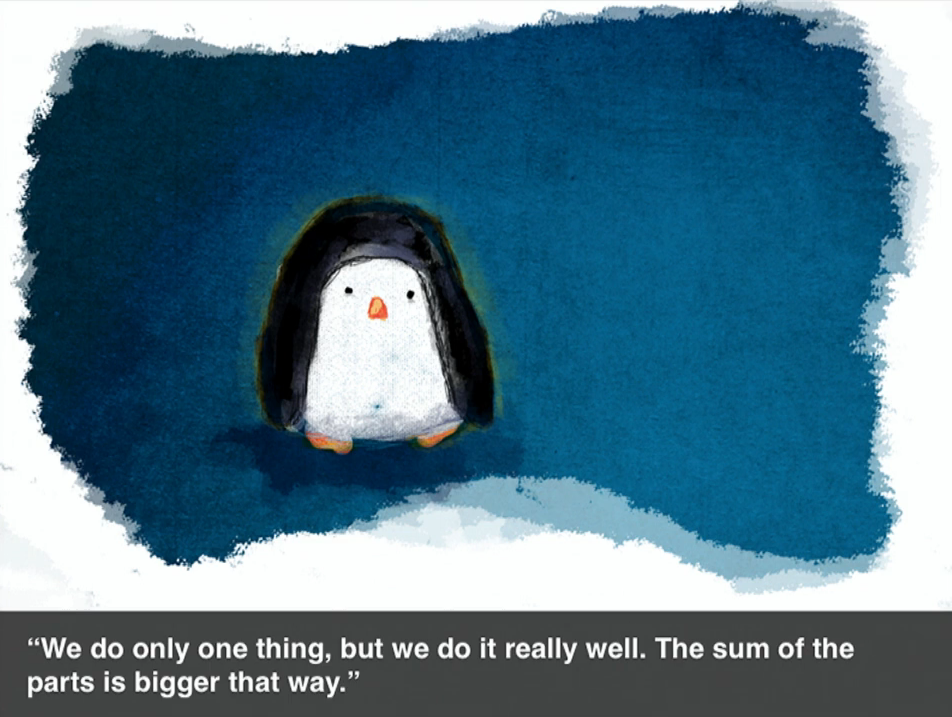 “We do only one thing, but we do it really well. The sum of the
parts is bigger that way.”